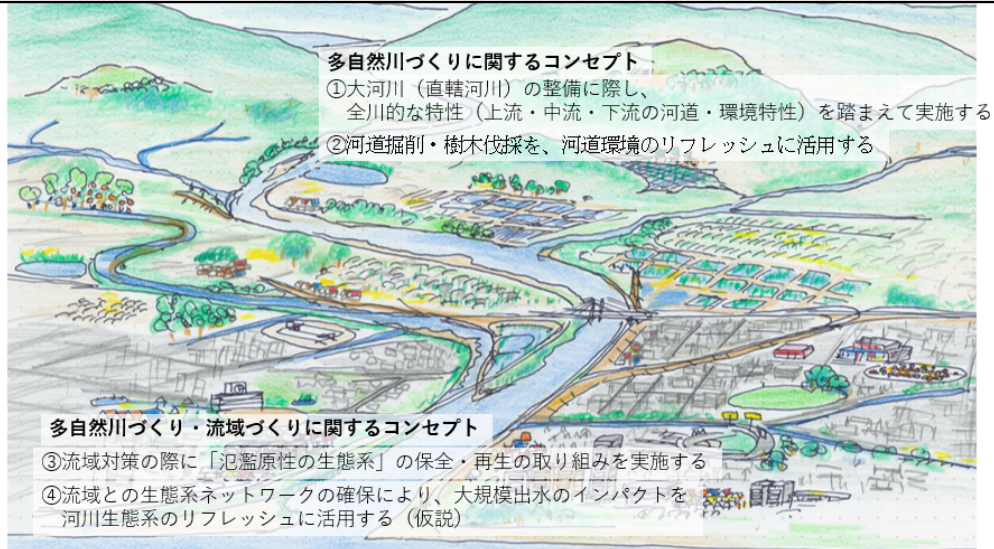 多自然川づくりに関するコンセプト
①大河川（直轄河川）の整備に際し、
全川的な特性（上流・中流・下流の河道・環境特性）を踏まえて実施する
②河道掘削・樹木伐採を、河道環境のリフレッシュに活用する
多自然川づくり・流域づくりに関するコンセプト
③流域対策の際に「氾濫原性の生態系」の保全・再生の取り組みを実施する
④流域との生態系ネットワークの確保により、大規模出水のインパクトを
河川生態系のリフレッシュに活用する（仮説）